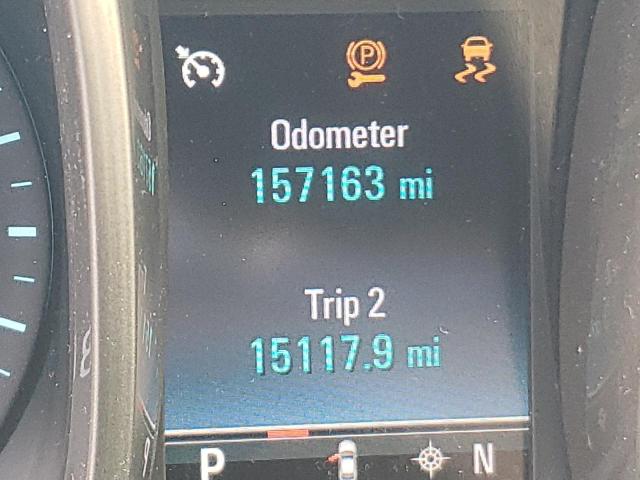 P
Odometer
157163 mi
Trip 2
15117.9 mi
P N